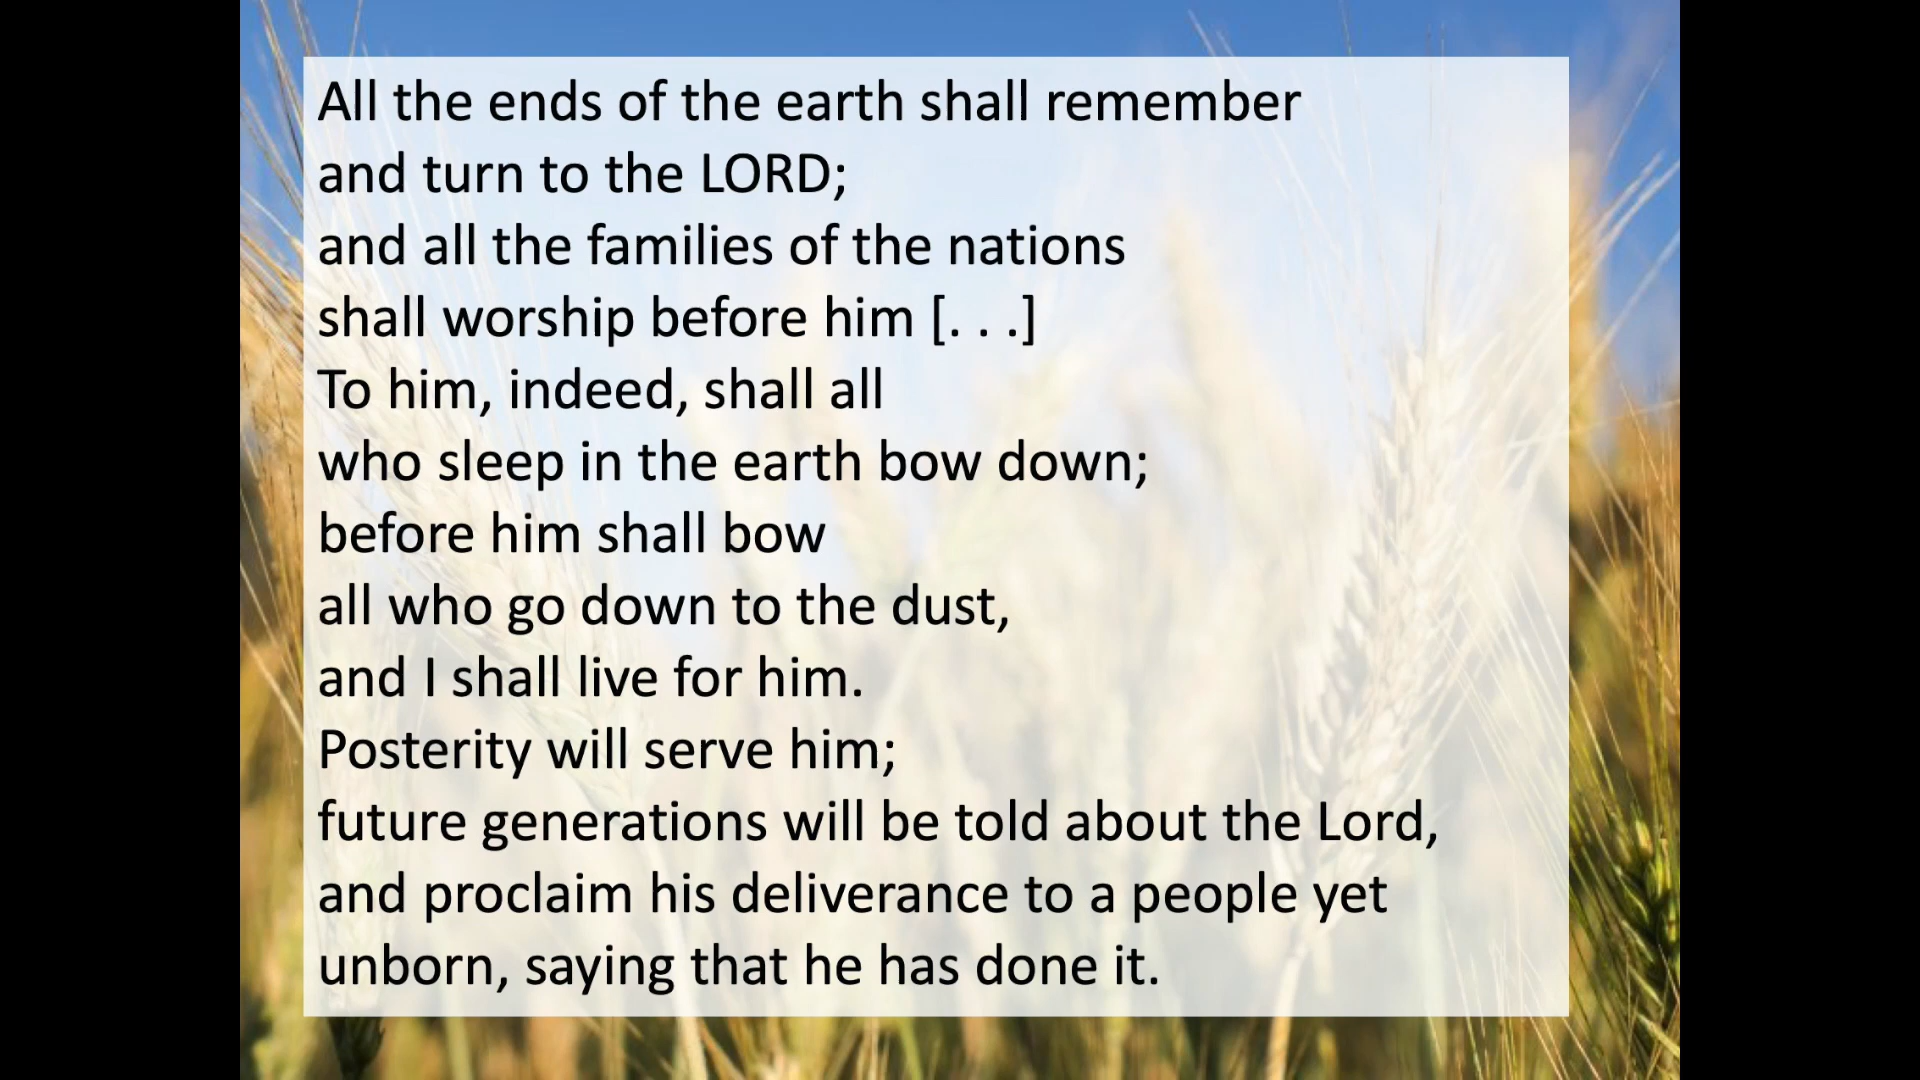 All the ends of the earth shall remember
and turn to the LORD;
and all the families of the nations
shall worship before him [. . .]
To him, indeed, shall all
who sleep in the earth bow down;
before him shall bow
all who go down to the dust,
and I shall live for him.
Posterity will serve him;
future generations will be told about the Lord,
and proclaim his deliverance to a people yet
unborn, saying that he has done it.